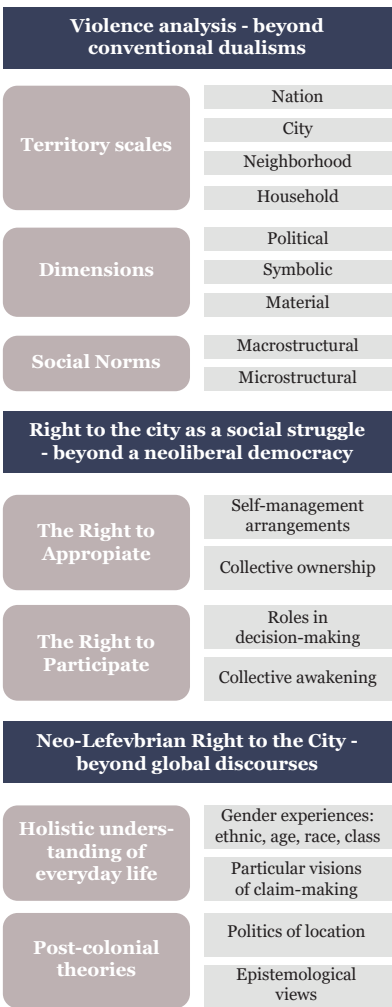 Violence analysis - beyond
conventional dualisms
Territory scales
Nation
City
Neighborhood
Household
Dimensions
Political
Symbolic
Material
Social Norms
Macrostructural
Microstructural
Right to the city as a social struggle
- beyond a neoliberal democracy
The Right to
Appropiate
Self-management
arrangements
Collective ownership
The Right to
Participate
Roles in
decision-making
Collective awakening
Neo-Lefevbrian Right to the City -
beyond global discourses
Holistic unders-
tanding of
everyday life
Gender experiences:
ethnic, age, race, class
Particular visions
of claim-making
Post-colonial
theories
Politics of location
Epistemological
views